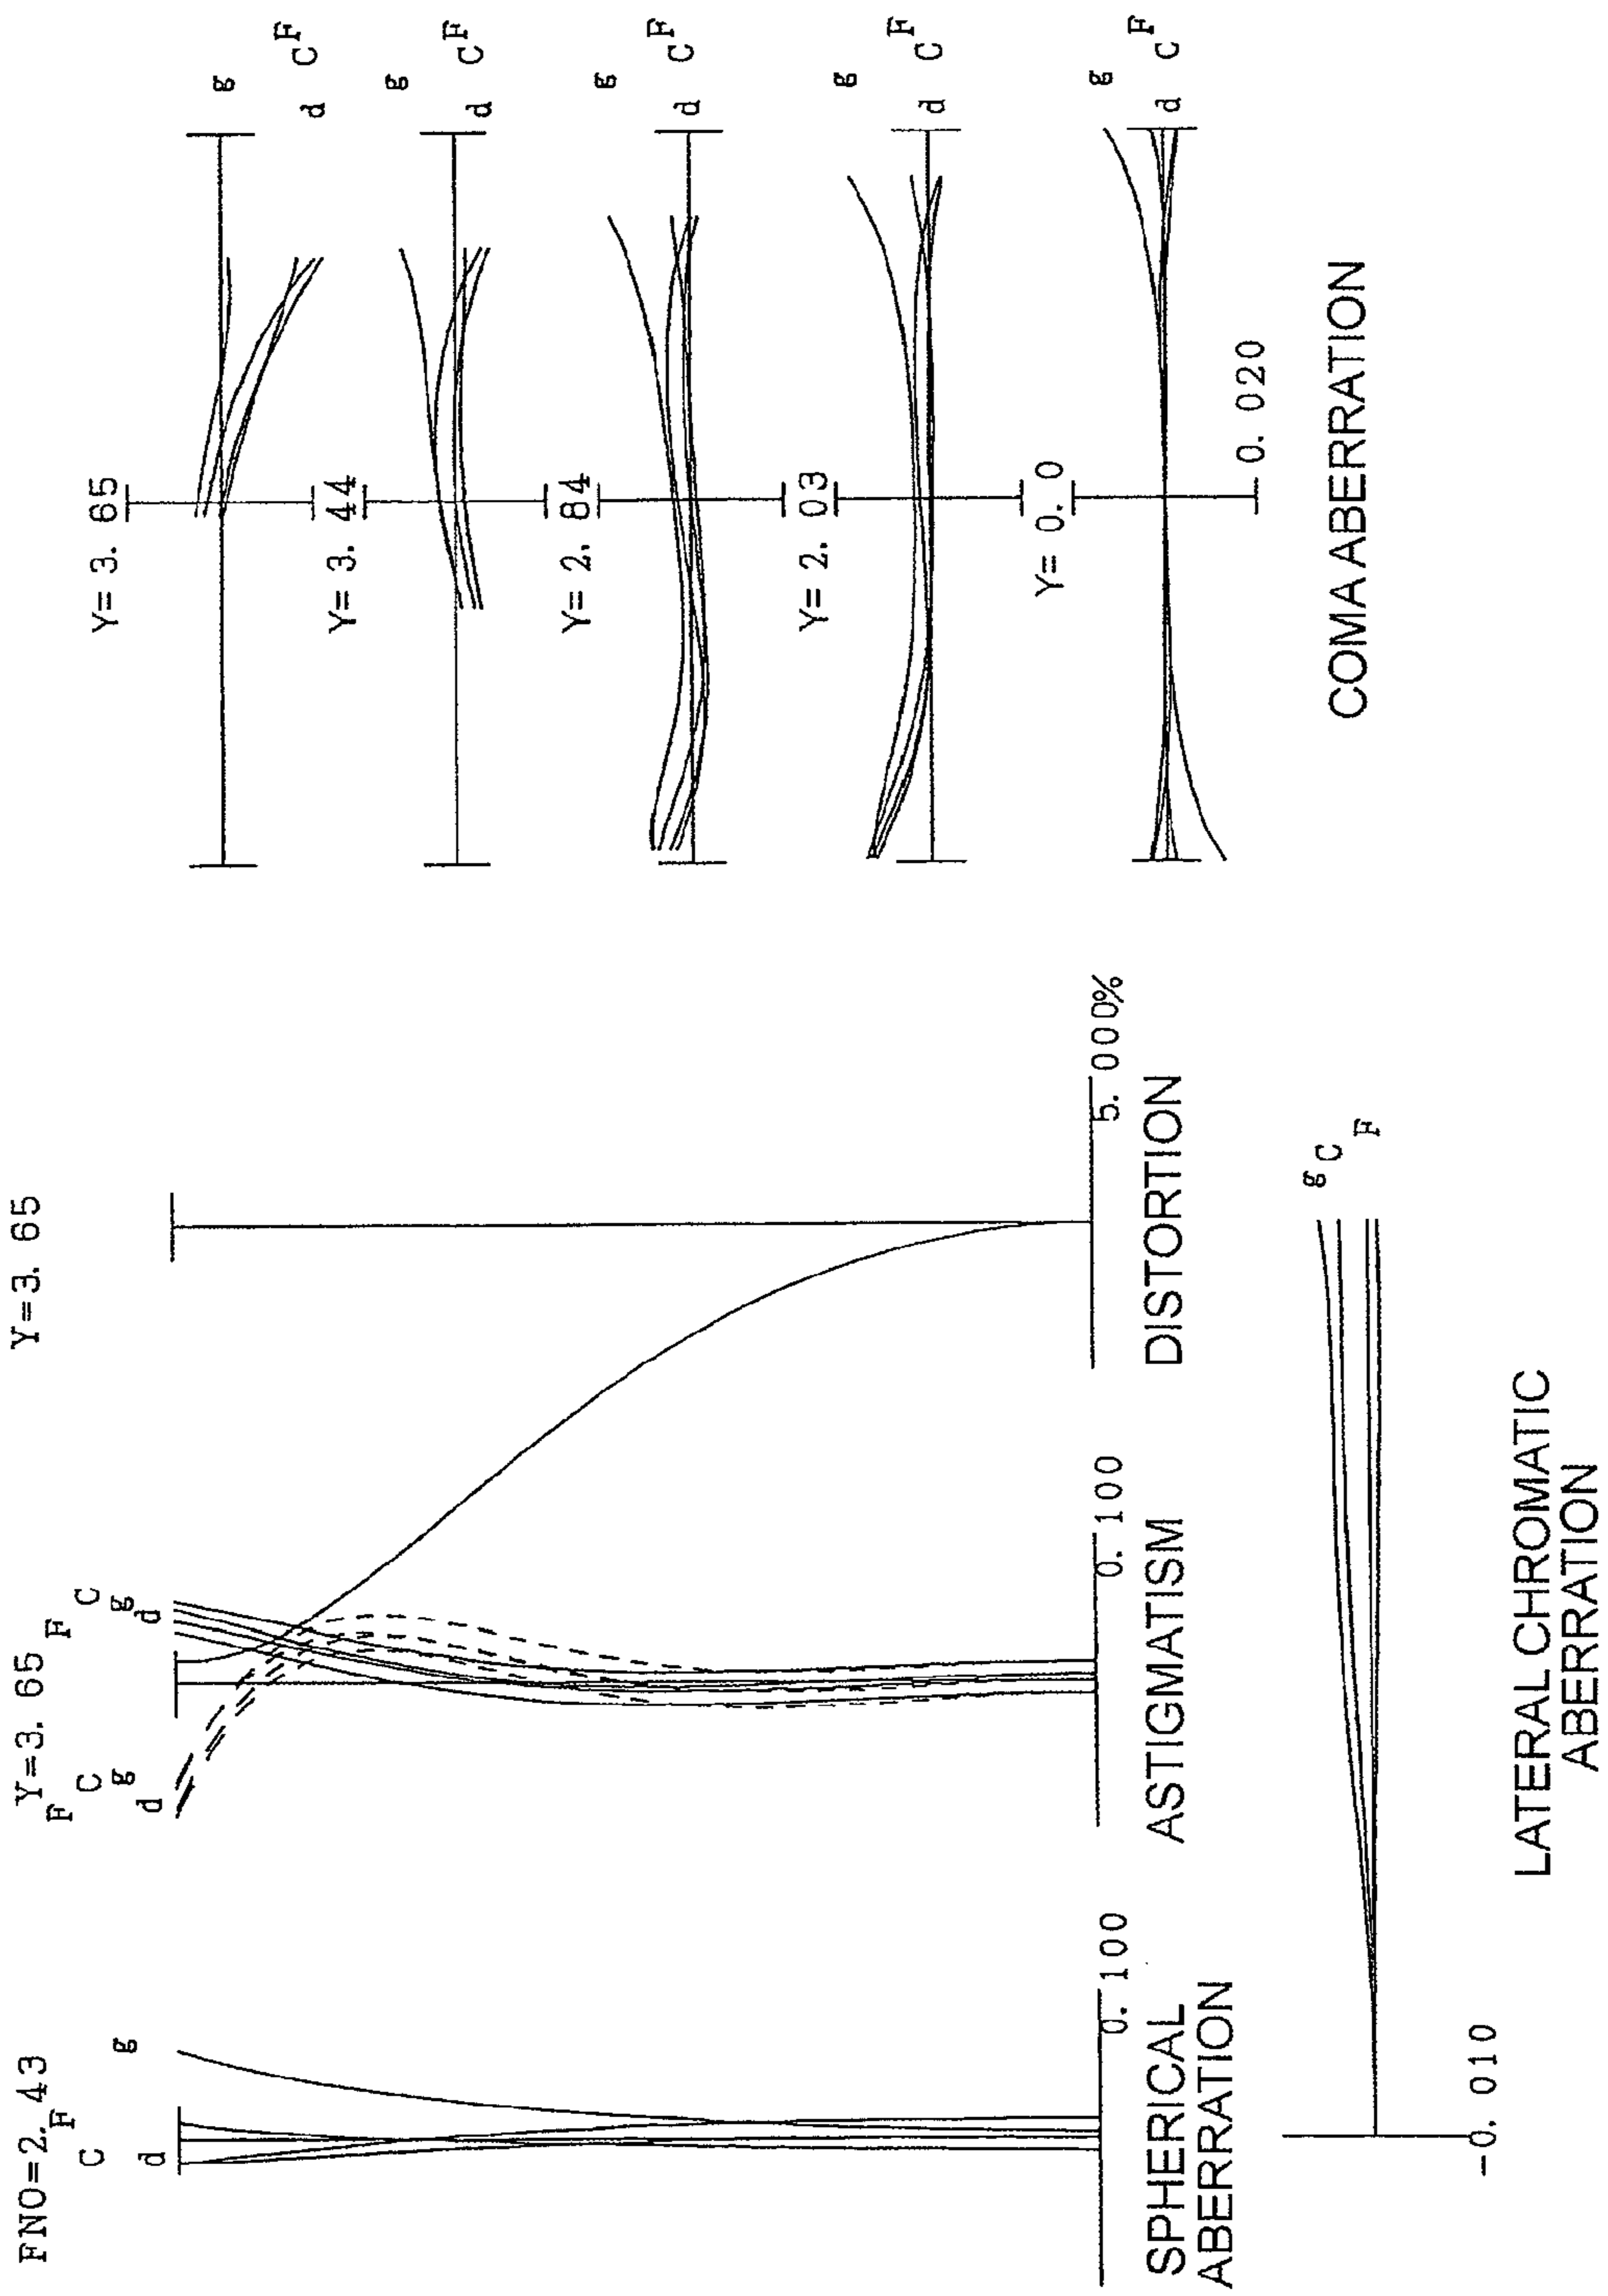 FNO=2. 43
C F
d g
SPHERICAL
ABERRATION
0. 100
Y=3. 65
F C g d
F C g d
ASTIGMATISM
0. 100
Y=3. 65
DISTORTION
5. 000%
COMA ABERRATION
Y= 3. 65
g
d C F
Y= 3. 44
g
d C F
Y= 2. 84
g
d C F
Y= 2. 03
g
d C F
Y= 0. 0
g
d C F
0. 020
LATERAL CHROMATIC
ABERRATION
g C F
-0. 010